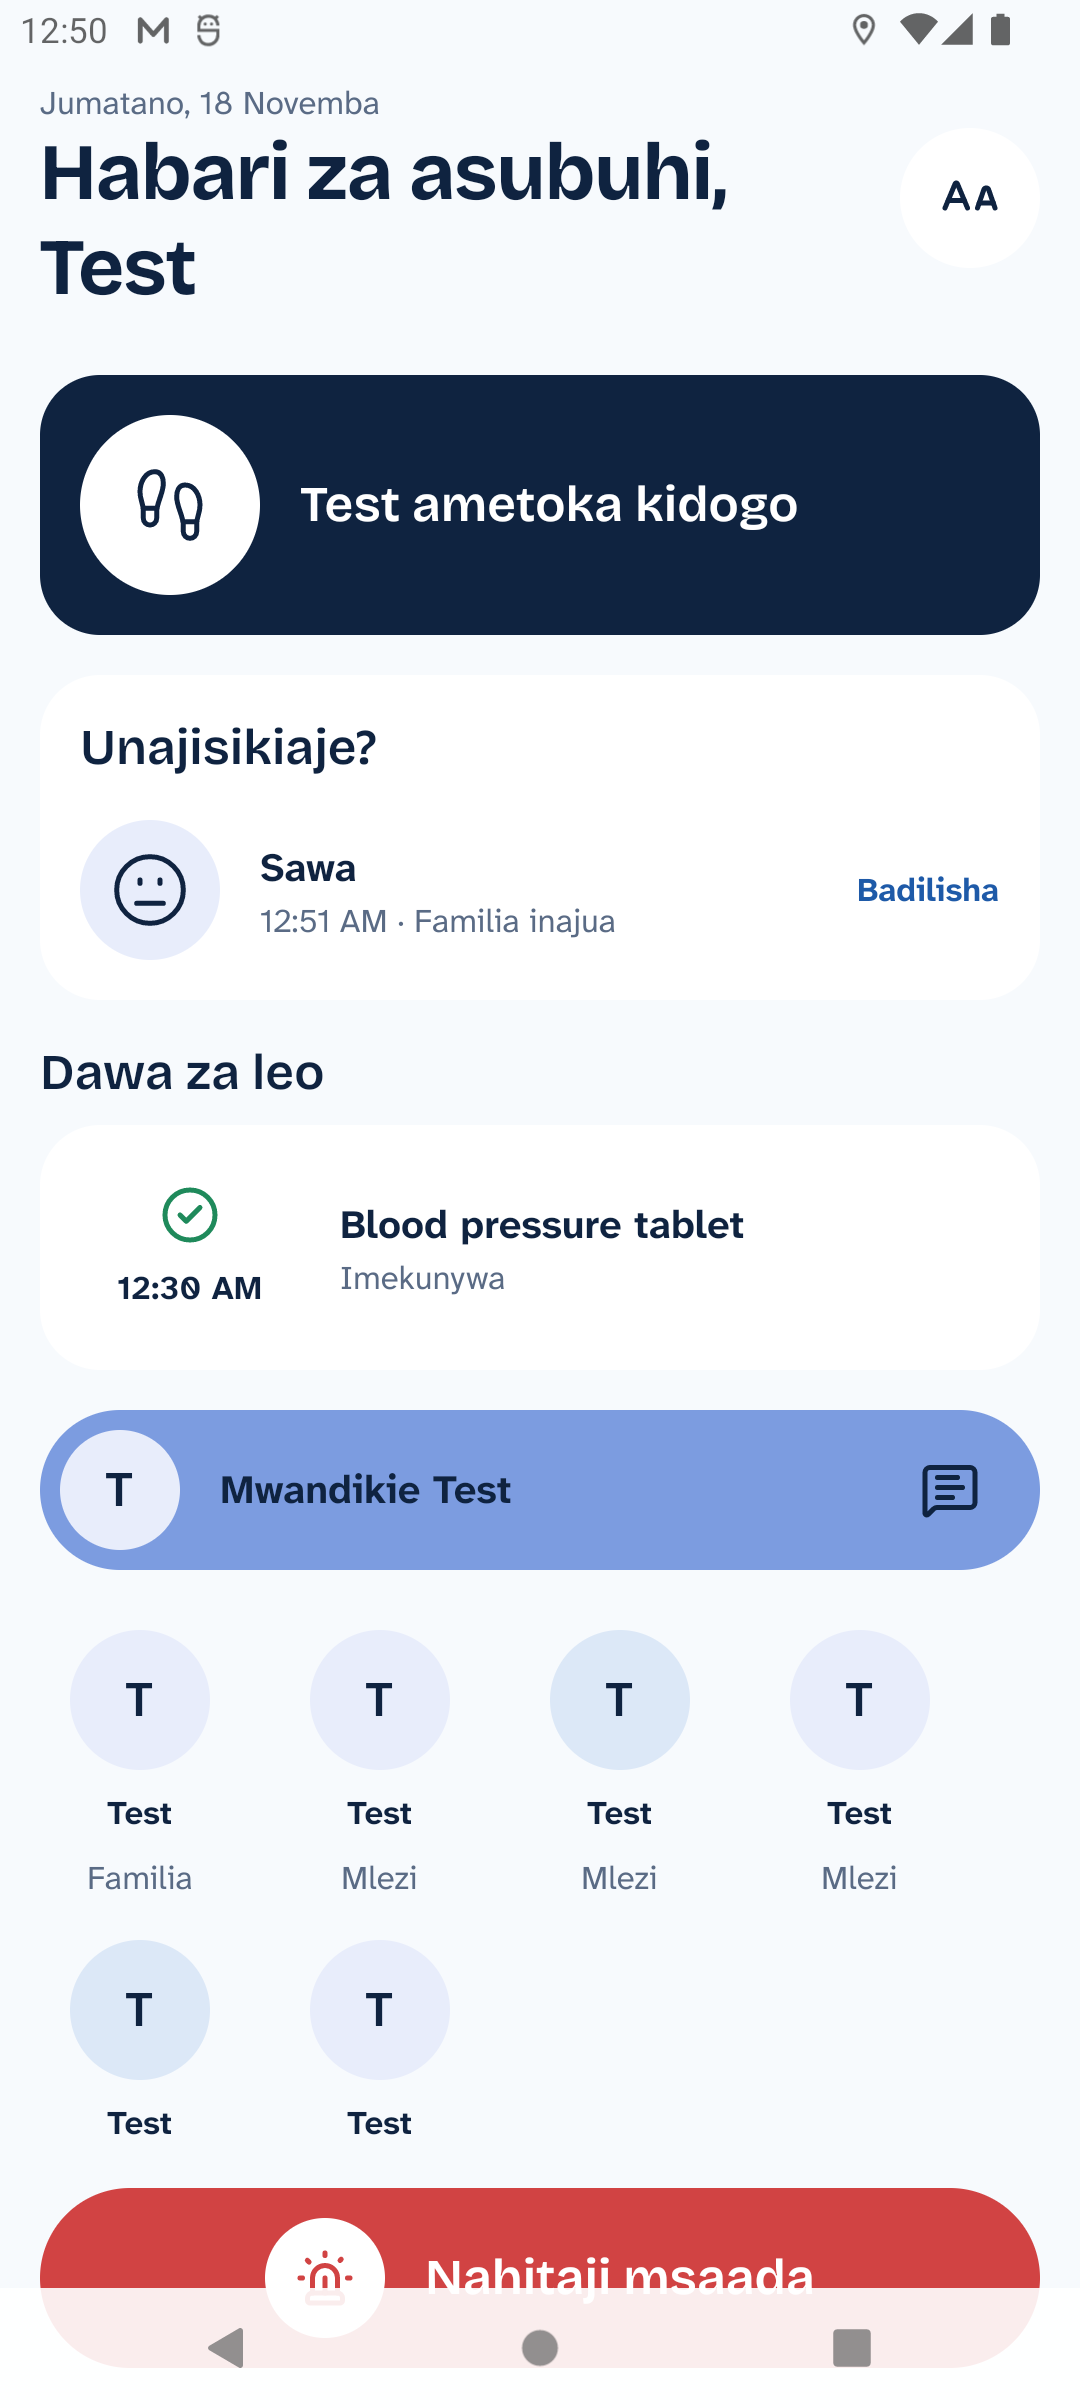 12:50
Jumatano, 18 Novemba
Habari za asubuhi,
Test
AA
Test ametoka kidogo
Unajisikiaje?
Sawa
12:51 AM · Familia inajua
Badilisha
Dawa za leo
12:30 AM
Blood pressure tablet
Imekunywa
T
Mwandikie Test
T T T T
Test Test Test Test
Familia Mlezi Mlezi Mlezi
T T
Test Test
Nahitaji msaada